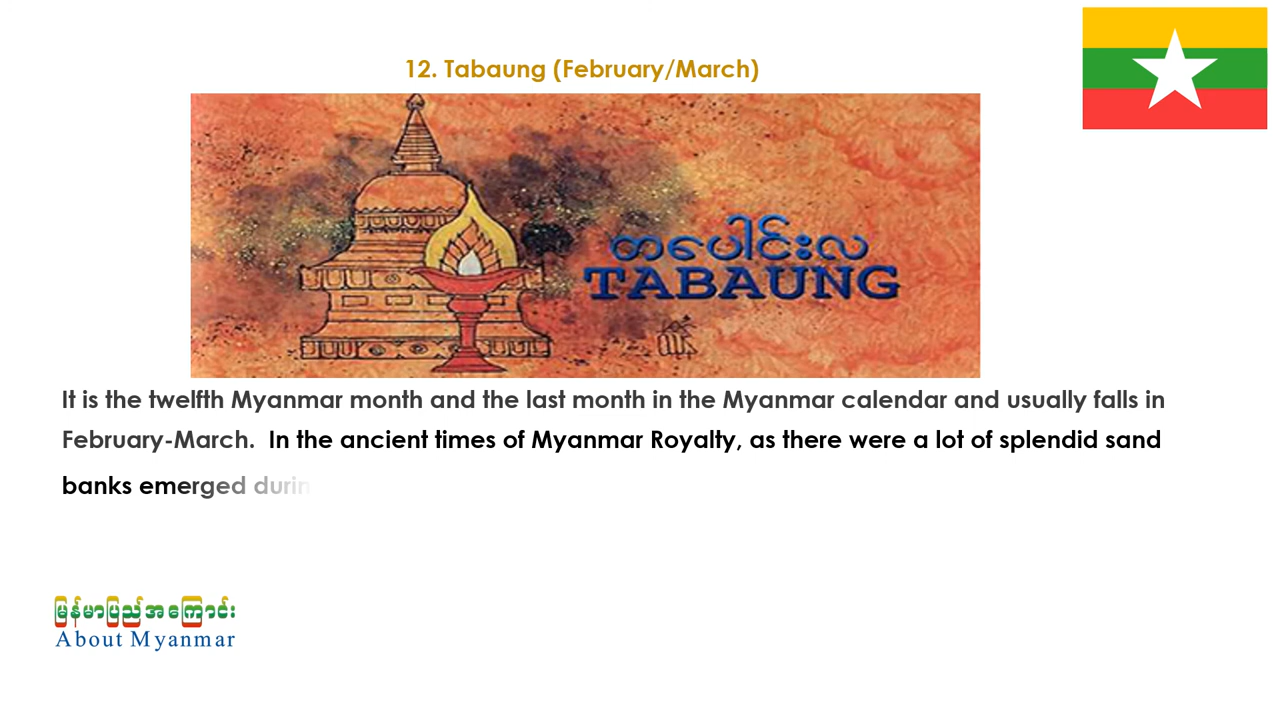 12. Tabaung (February/March)
တပေါင်းလ
TABAUNG
It is the twelfth Myanmar month and the last month in the Myanmar calendar and usually falls in
February-March. In the ancient times of Myanmar Royalty, as there were a lot of splendid sand
banks emerged durin
မြန်မာပြည်အကြောင်း
About Myanmar